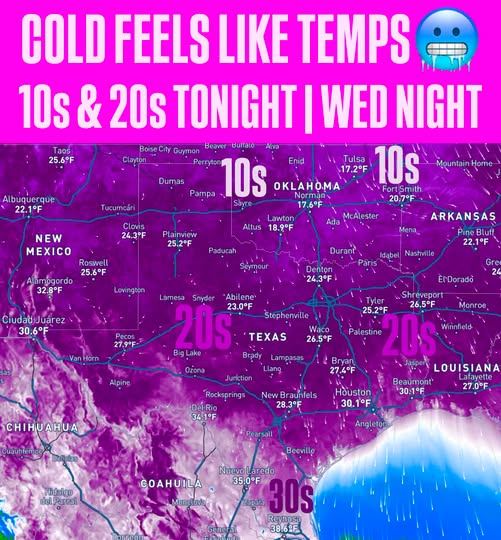 COLD FEELS LIKE TEMPS
10s & 20s TONIGHT | WED NIGHT
Taos
25.6°F
Boise City
Guymon
Beaver
Buffalo
Alva
Clayton
Perryton
Enid
Tulsa
17.2°F
10s
10s
Mountain Home
Dumas
Pampa
OKLAHOMA
Fort Smith
20.7°F
Albuquerque
22.1°F
Tucumcari
Sayre
Norman
17.6°F
ARKANSAS
Clovis
24.3°F
Plainview
25.2°F
Altus
Lawton
18.9°F
Ada
McAlester
Mena
Pine Bluff
22.1°F
NEW
MEXICO
Roswell
25.6°F
Paducah
Durant
Idabel
Nashville
Seymour
Paris
Denton
24.3°F
Alamogordo
32.8°F
Lovington
Lamesa
Snyder
Abilene
23.0°F
Tyler
25.2°F
Shreveport
26.5°F
El Dorado
Monroe
Ciudad Juárez
30.6°F
20s
Stephenville
20s
Waco
26.5°F
Palestine
Winnfield
Pecos
27.9°F
TEXAS
Van Horn
Big Lake
Brady
Lampasas
Bryan
27.4°F
Jasper
LOUISIANA
Alpine
Ozona
Junction
Llano
Beaumont
30.1°F
Lafayette
27.0°F
Rocksprings
New Braunfels
28.3°F
Houston
30.1°F
Del Rio
34.1°F
Angleton
CHIHUAHUA
Pearsall
Cuauhtémoc
Delicias
Beeville
COAHUILA
Nuevo Laredo
35.0°F
Hidalgo
del Parral
Monclova
Zapata
30s
Reynosa
38.6°F
General